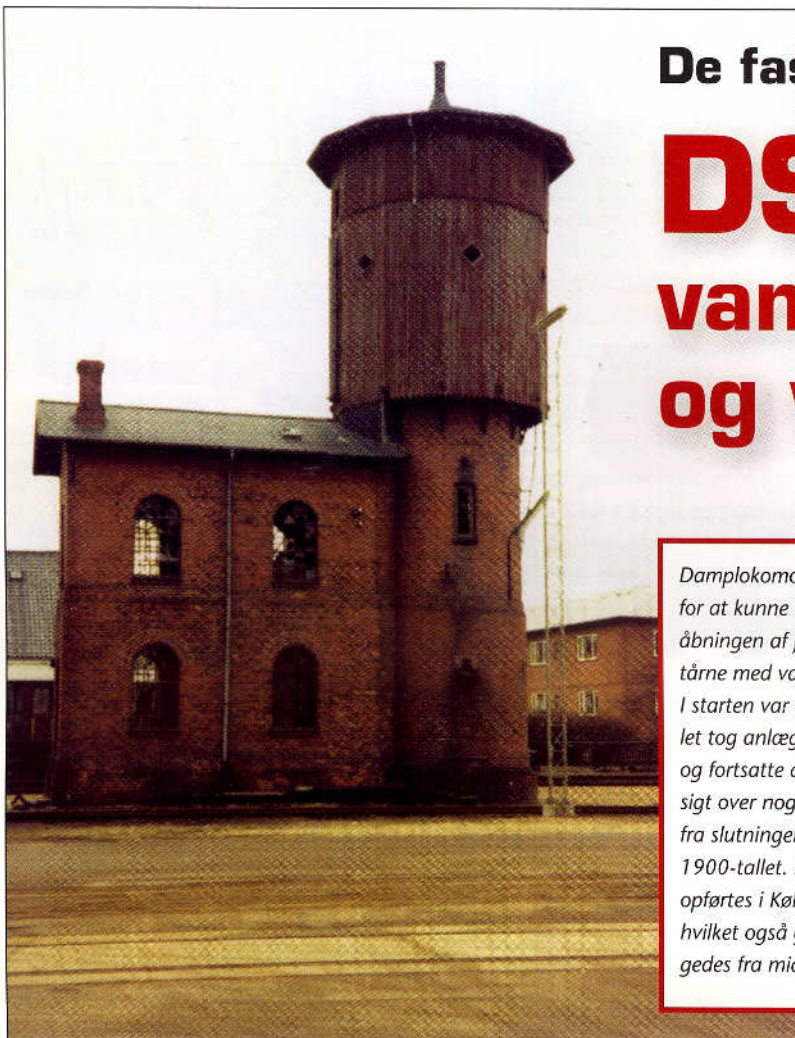 De fas
DS
van
og v
Damplokomo
for at kunne
åbningen af
tårne med va
I starten var
let tog anlæg
og fortsatte
sigt over nog
fra slutningen
1900-tallet.
opførtes i Køl
hvilket også
gedes fra mid